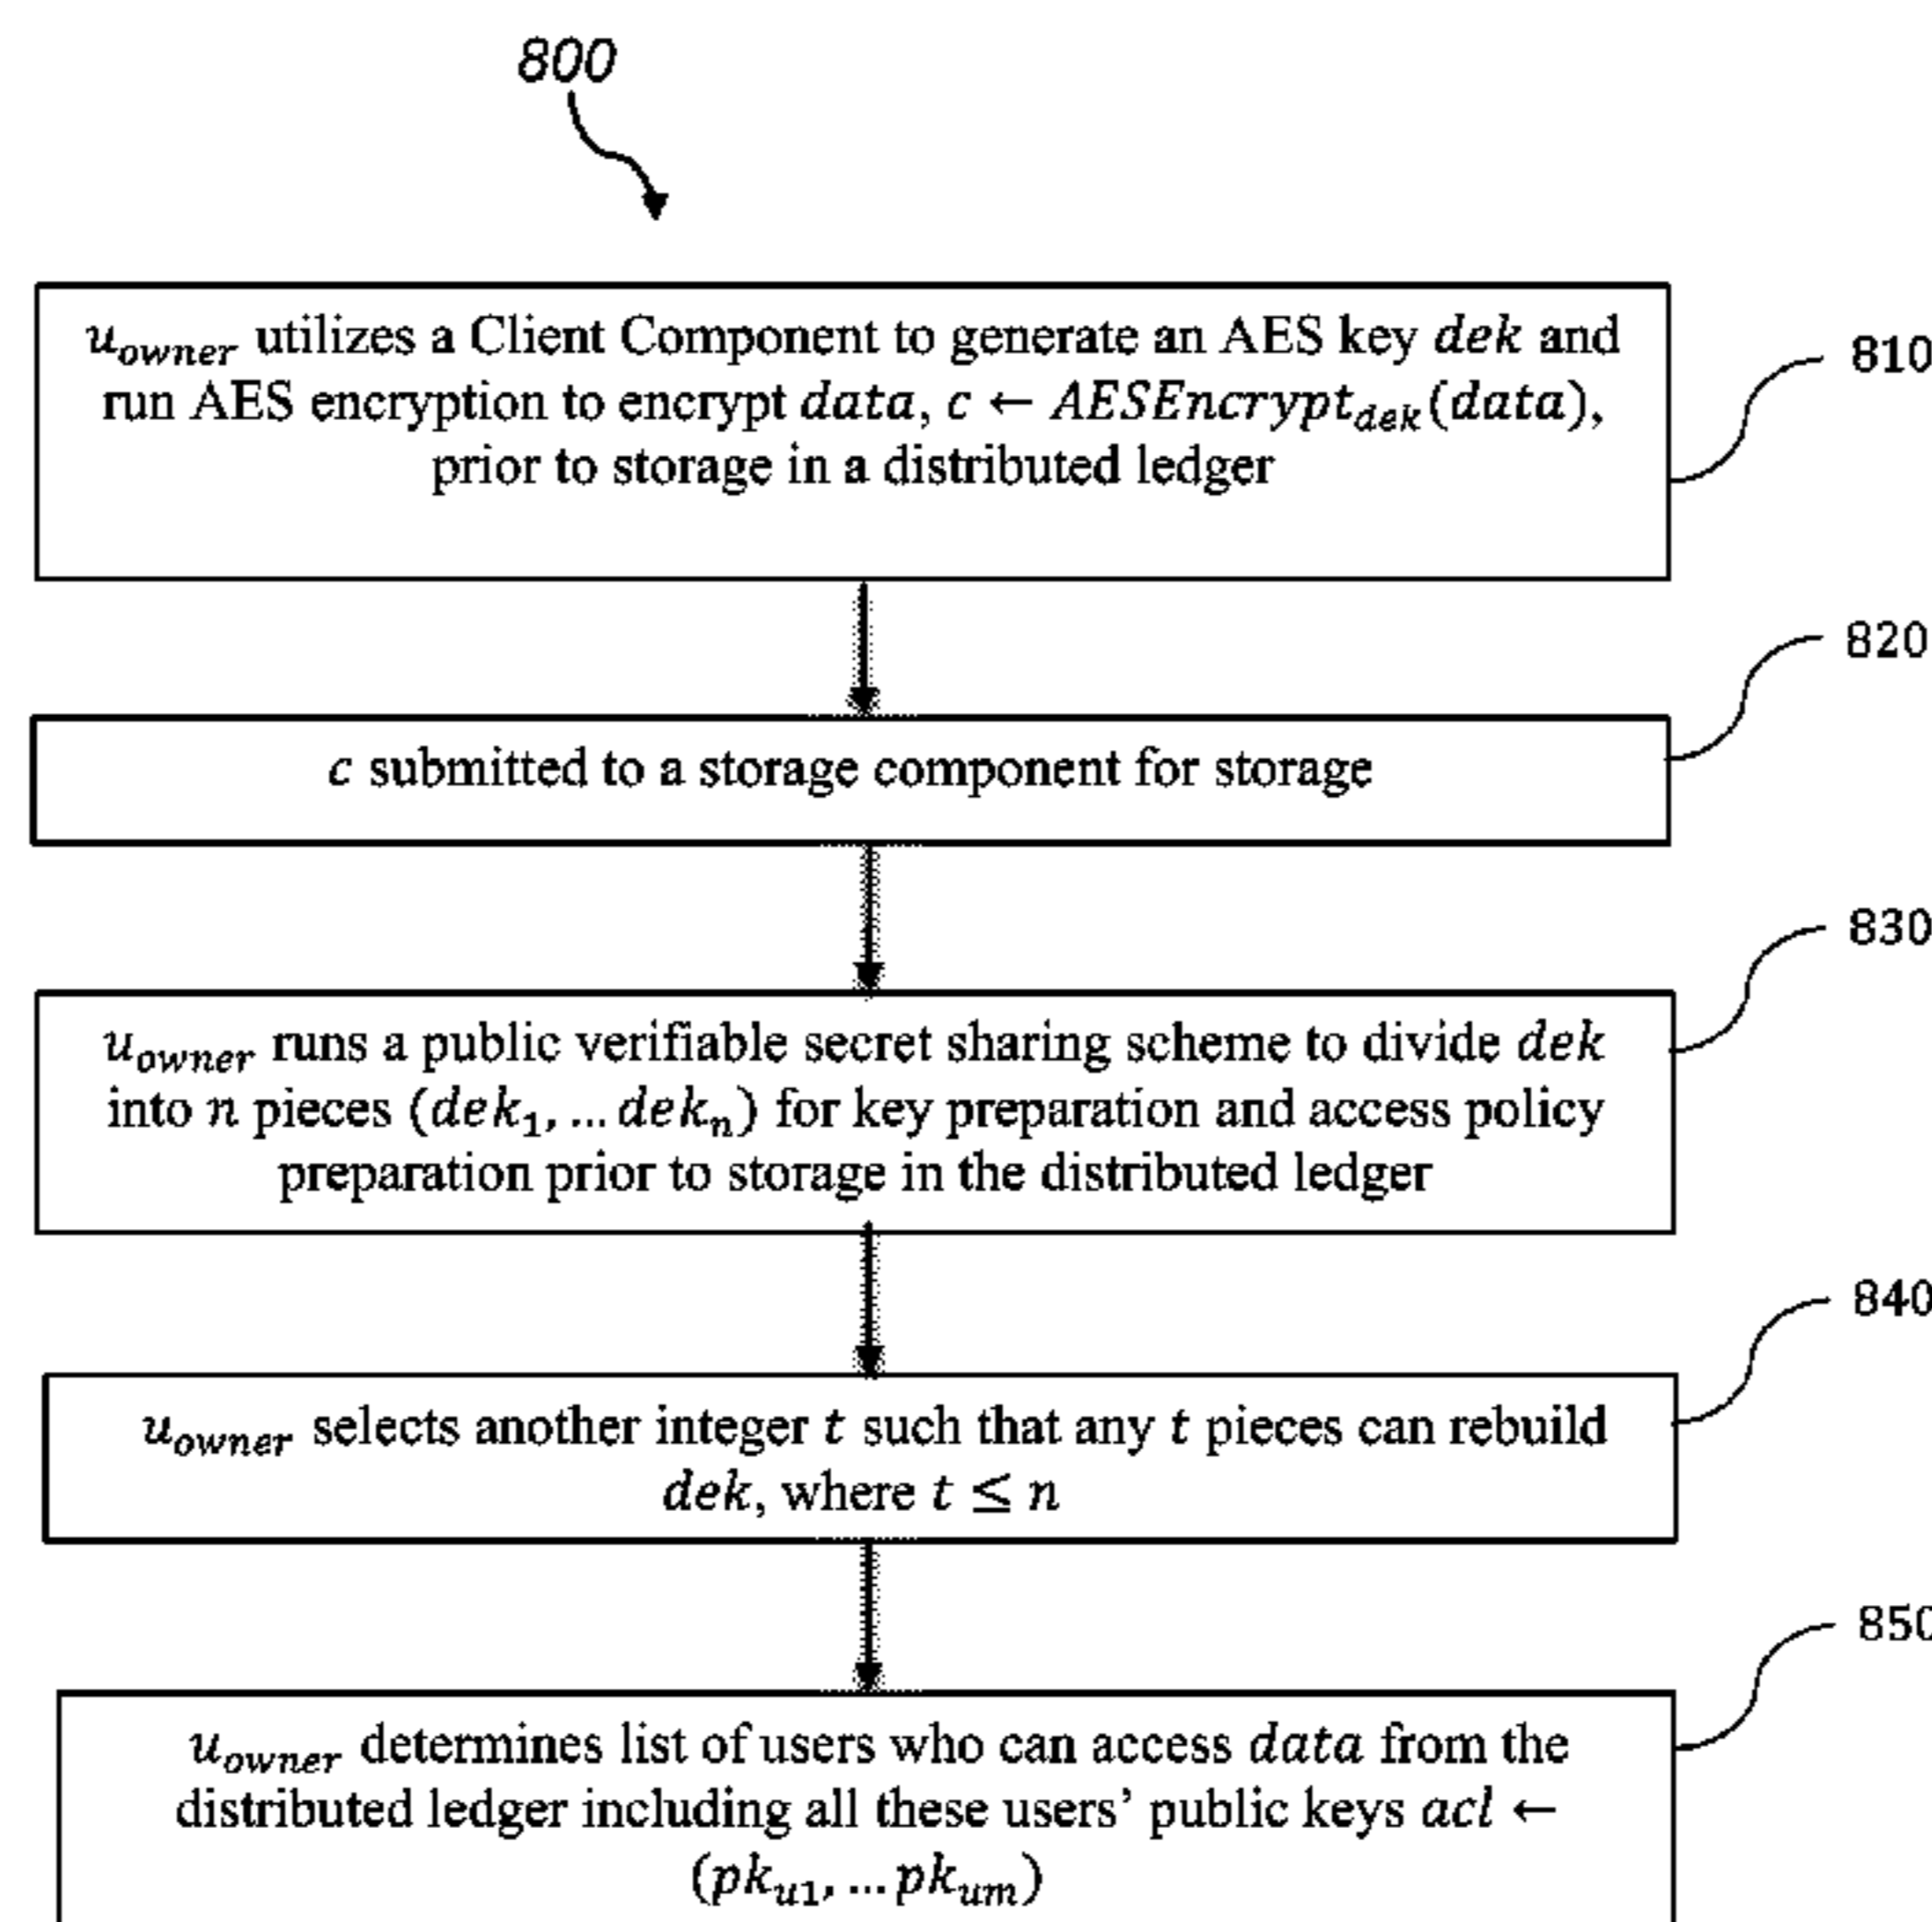 800
u_owner utilizes a Client Component to generate an AES key dek and
run AES encryption to encrypt data, c ← AESEncrypt_dek(data),
prior to storage in a distributed ledger
810
820
c submitted to a storage component for storage
830
u_owner runs a public verifiable secret sharing scheme to divide dek
into n pieces (dek_1, … dek_n) for key preparation and access policy
preparation prior to storage in the distributed ledger
840
u_owner selects another integer t such that any t pieces can rebuild
dek, where t ≤ n
850
u_owner determines list of users who can access data from the
distributed ledger including all these users’ public keys acl ←
(pk_u1, … pk_um)